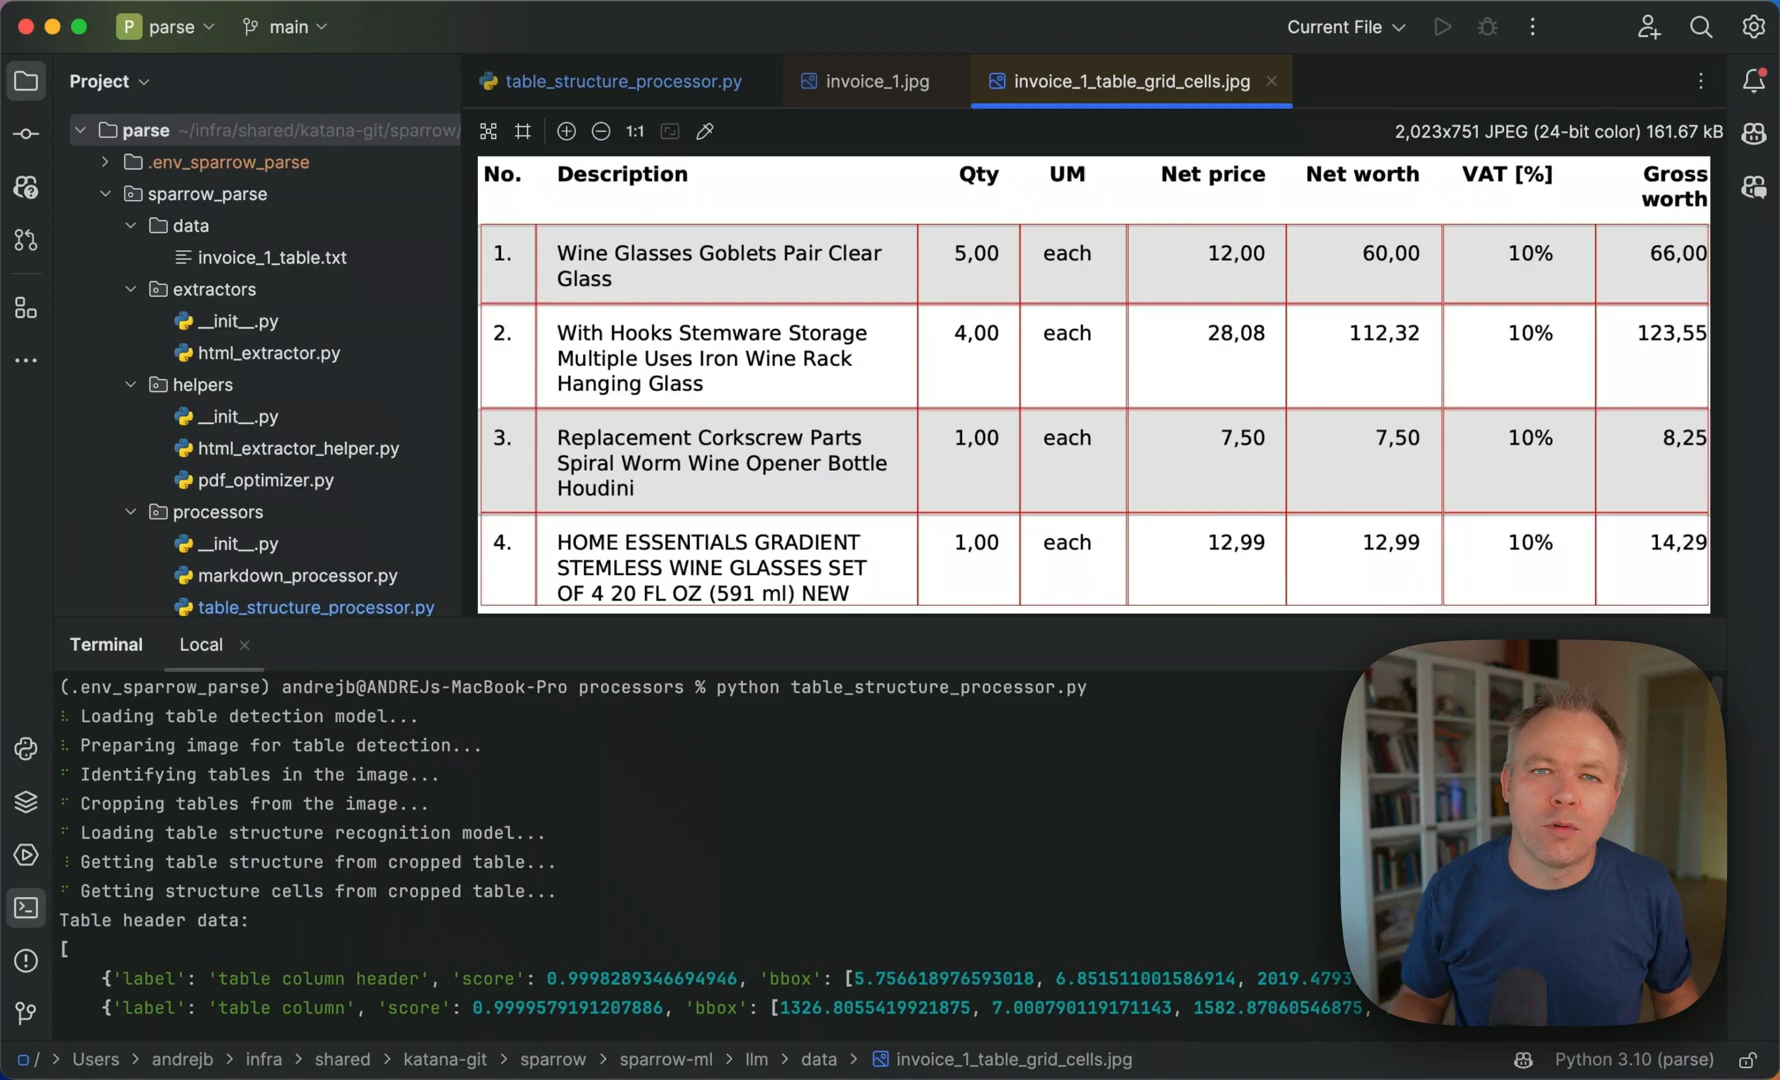 P parse main Current File
Project
table_structure_processor.py invoice_1.jpg invoice_1_table_grid_cells.jpg
parse ~/infra/shared/katana-git/sparrow/
.env_sparrow_parse
sparrow_parse
data
invoice_1_table.txt
extractors
__init__.py
html_extractor.py
helpers
__init__.py
html_extractor_helper.py
pdf_optimizer.py
processors
__init__.py
markdown_processor.py
table_structure_processor.py
1:1 2,023x751 JPEG (24-bit color) 161.67 kB
No. Description Qty UM Net price Net worth VAT [%] Gross
worth
1. Wine Glasses Goblets Pair Clear 5,00 each 12,00 60,00 10% 66,00
Glass
2. With Hooks Stemware Storage 4,00 each 28,08 112,32 10% 123,55
Multiple Uses Iron Wine Rack
Hanging Glass
3. Replacement Corkscrew Parts 1,00 each 7,50 7,50 10% 8,25
Spiral Worm Wine Opener Bottle
Houdini
4. HOME ESSENTIALS GRADIENT 1,00 each 12,99 12,99 10% 14,29
STEMLESS WINE GLASSES SET
OF 4 20 FL OZ (591 ml) NEW
Terminal Local
(.env_sparrow_parse) andrejb@ANDREJs-MacBook-Pro processors % python table_structure_processor.py
Loading table detection model...
Preparing image for table detection...
Identifying tables in the image...
Cropping tables from the image...
Loading table structure recognition model...
Getting table structure from cropped table...
Getting structure cells from cropped table...
Table header data:
[
{'label': 'table column header', 'score': 0.9998289346694946, 'bbox': [5.756618976593018, 6.851511001586914, 2019.4793
{'label': 'table column', 'score': 0.9999579191207886, 'bbox': [1326.8055419921875, 7.000790119171143, 1582.87060546875,
/ > Users > andrejb > infra > shared > katana-git > sparrow > sparrow-ml > llm > data > invoice_1_table_grid_cells.jpg Python 3.10 (parse)